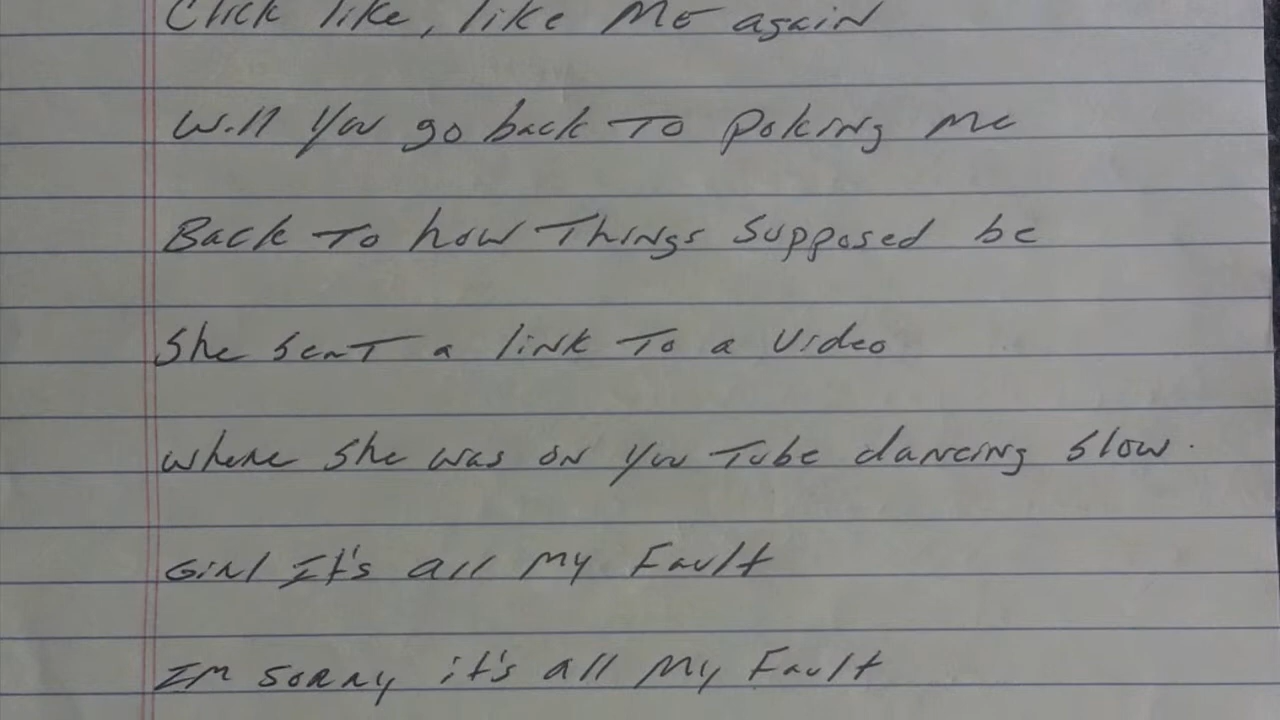 Click like, like Me again
Will You go back To poking Me
Back To how Things Supposed be
She sent a link To a Video
where She was on You Tube dancing Slow.
Girl It's all My Fault
Im Sorry it's all My Fault